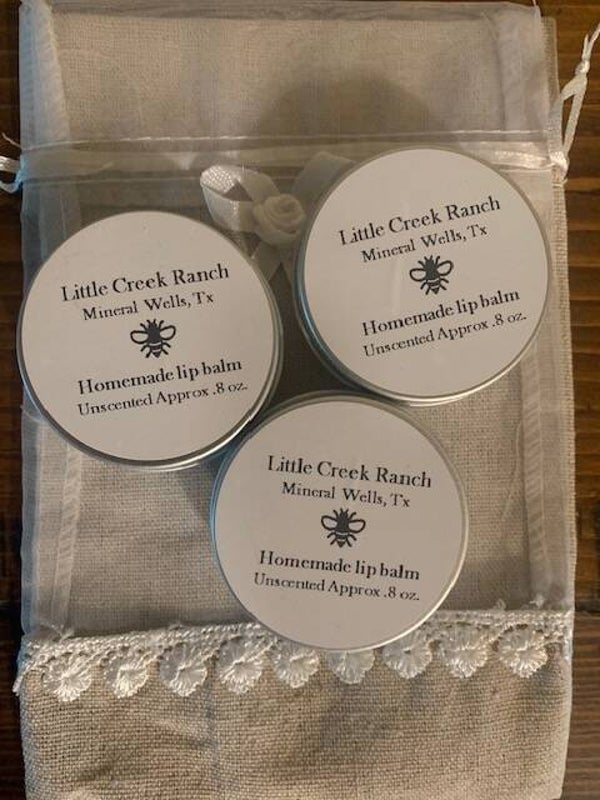 Little Creek Ranch
Mineral Wells, Tx
Homemade lip balm
Unscented Approx .8 oz.
Little Creek Ranch
Mineral Wells, Tx
Homemade lip balm
Unscented Approx .8 oz.
Little Creek Ranch
Mineral Wells, Tx
Homemade lip balm
Unscented Approx .8 oz.